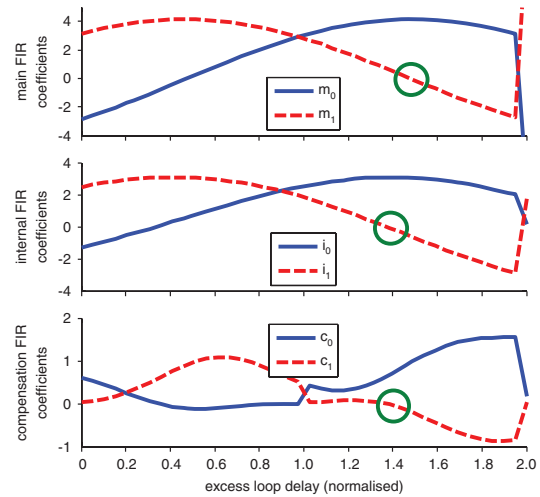 main FIR
coefficients
4
2
0
-2
-4
m0
m1
internal FIR
coefficients
4
2
0
-2
-4
i0
i1
compensation FIR
coefficients
2
1
0
-1
c0
c1
0 0.2 0.4 0.6 0.8 1.0 1.2 1.4 1.6 1.8 2.0
excess loop delay (normalised)